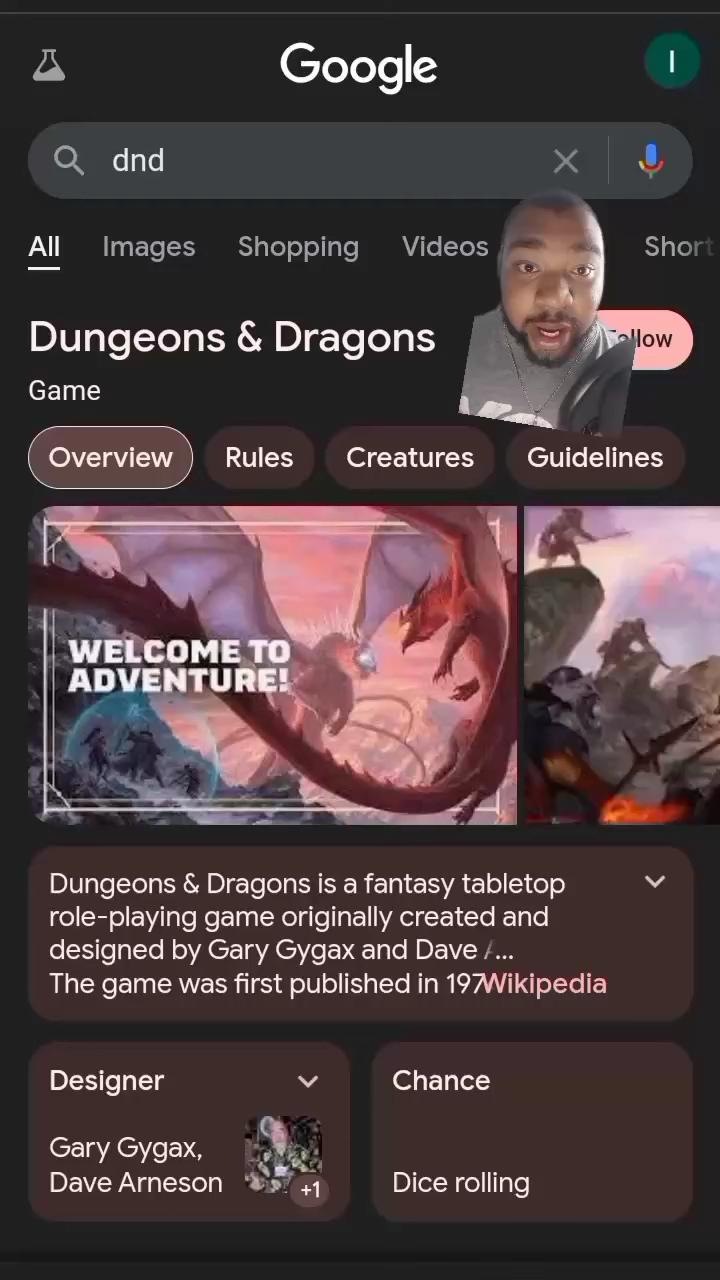 Google
I
dnd
All Images Shopping Videos Short
Dungeons & Dragons
Game
Overview Rules Creatures Guidelines
WELCOME TO
ADVENTURE!
Dungeons & Dragons is a fantasy tabletop
role-playing game originally created and
designed by Gary Gygax and Dave A...
The game was first published in 197Wikipedia
Designer
Gary Gygax,
Dave Arneson
+1
Chance
Dice rolling